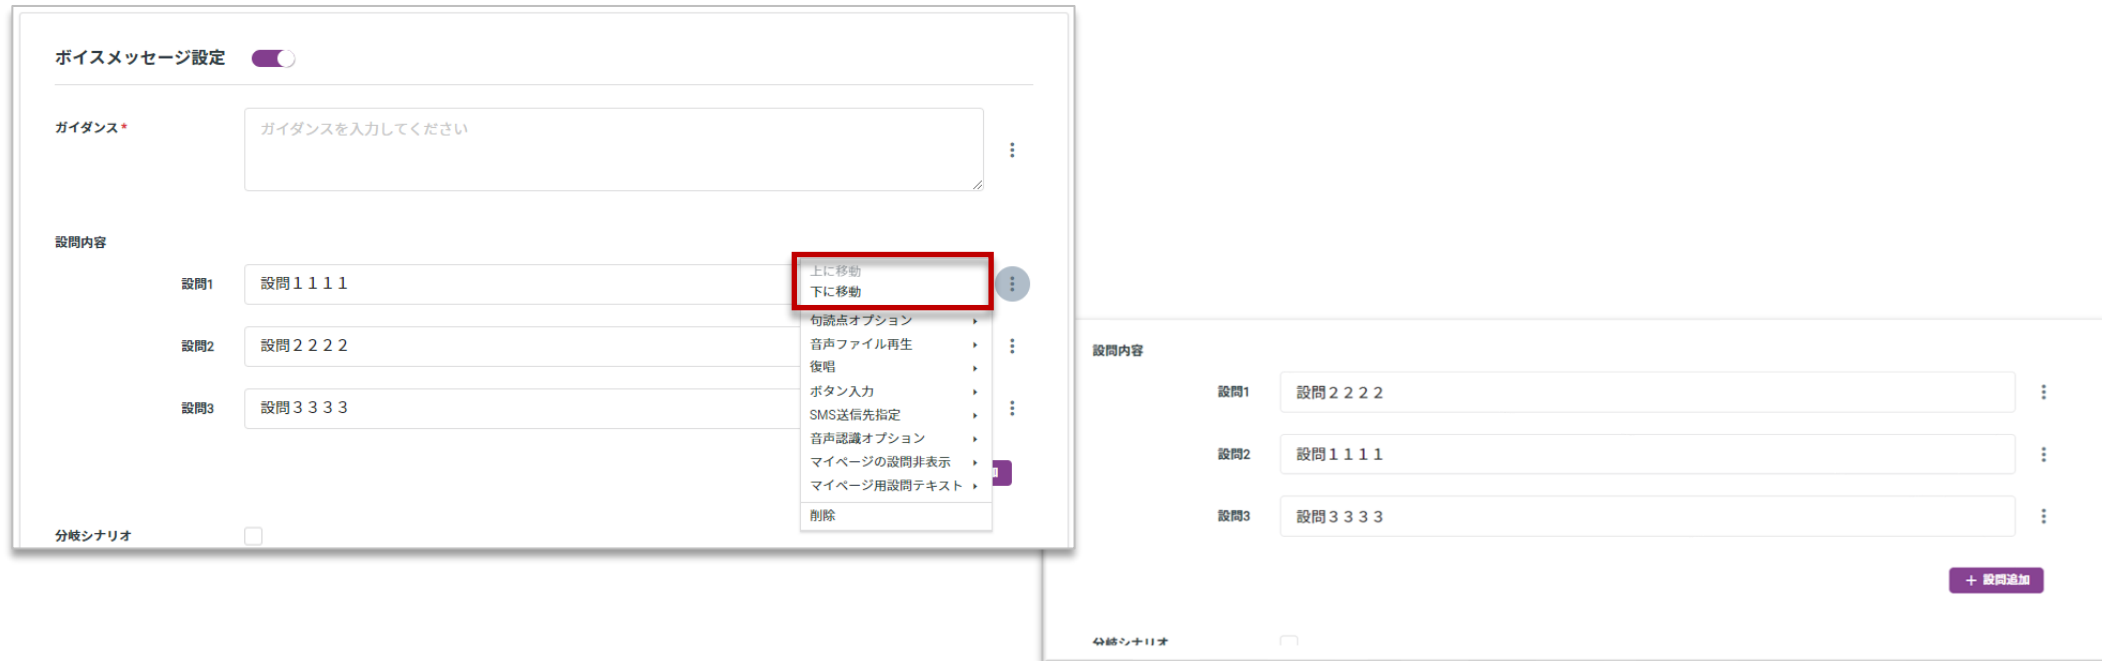 ボイスメッセージ設定
ガイダンス*
ガイダンスを入力してください
設問内容
設問1
設問１１１１
設問2
設問２２２２
設問3
設問３３３３
上に移動
下に移動
句読点オプション
音声ファイル再生
復唱
ボタン入力
SMS送信先指定
音声認識オプション
マイページの設問非表示
マイページ用設問テキスト
削除
分岐シナリオ
設問内容
設問1
設問２２２２
設問2
設問１１１１
設問3
設問３３３３
+ 設問追加
分岐シナリオ